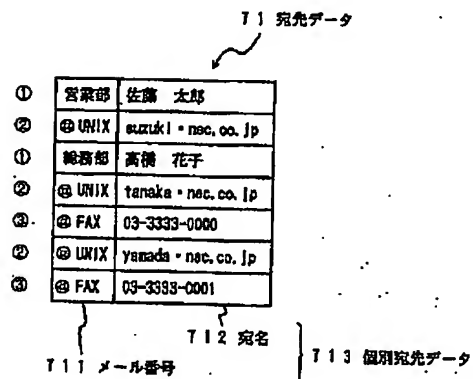 71 宛先データ
① 営業部 佐藤 太郎
② @ UNIX suzuki・nec.co.jp
① 総務部 高橋 花子
② @ UNIX tanaka・nec.co.jp
③ @ FAX 03-3333-0000
② @ UNIX yamada・nec.co.jp
③ @ FAX 03-3333-0001
712 宛名
711 メール番号
713 個別宛先データ